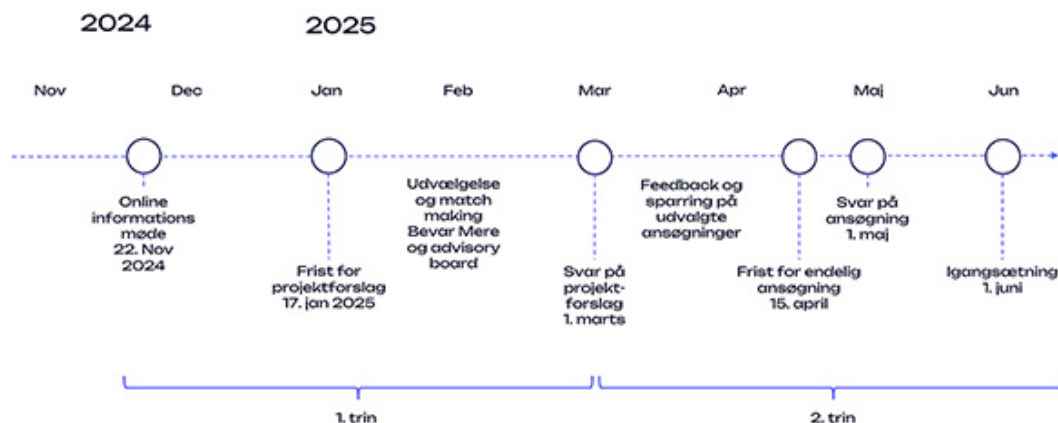 2024
2025
Nov
Dec
Jan
Feb
Mar
Apr
Maj
Jun
Online
informations
møde
22. Nov
2024
Frist for
projektforslag
17. jan 2025
Udvælgelse
og match
making
Bevar Mere
og advisory
board
Svar på
projekt-
forslag
1. marts
Feedback og
sparring på
udvalgte
ansøgninger
Frist for endelig
ansøgning
15. april
Svar på
ansøgning
1. maj
Igangsætning
1. juni
1. trin
2. trin